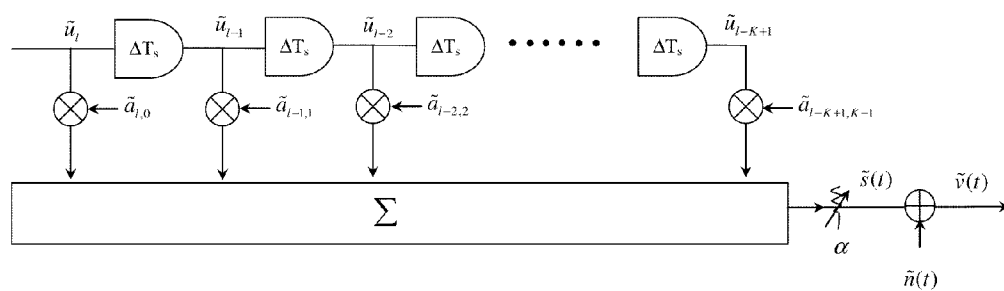 ũ_l ũ_{l-1} ũ_{l-2} ũ_{l-K+1}
ΔT_s ΔT_s ΔT_s ΔT_s
ã_{l,0} ã_{l-1,1} ã_{l-2,2} ã_{l-K+1,K-1}
Σ
s̃(t) ṽ(t)
α
ñ(t)